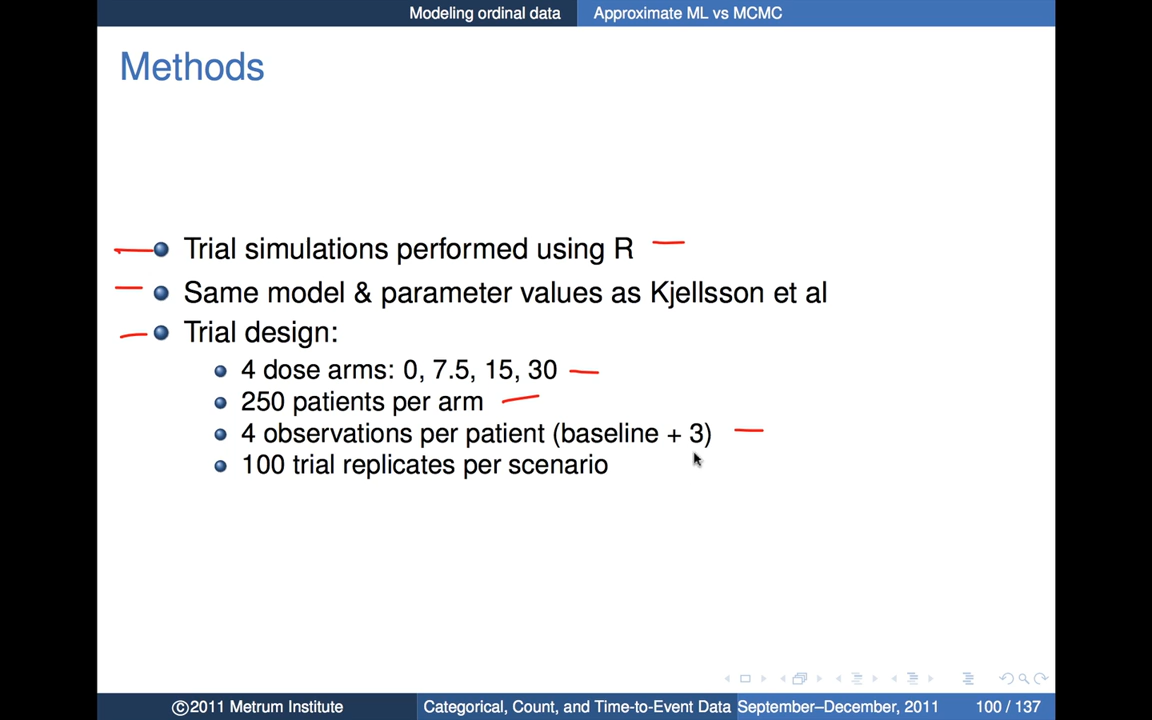 Modeling ordinal data Approximate ML vs MCMC
Methods
Trial simulations performed using R
Same model & parameter values as Kjellsson et al
Trial design:
4 dose arms: 0, 7.5, 15, 30
250 patients per arm
4 observations per patient (baseline + 3)
100 trial replicates per scenario
©2011 Metrum Institute Categorical, Count, and Time-to-Event Data September–December, 2011 100 / 137